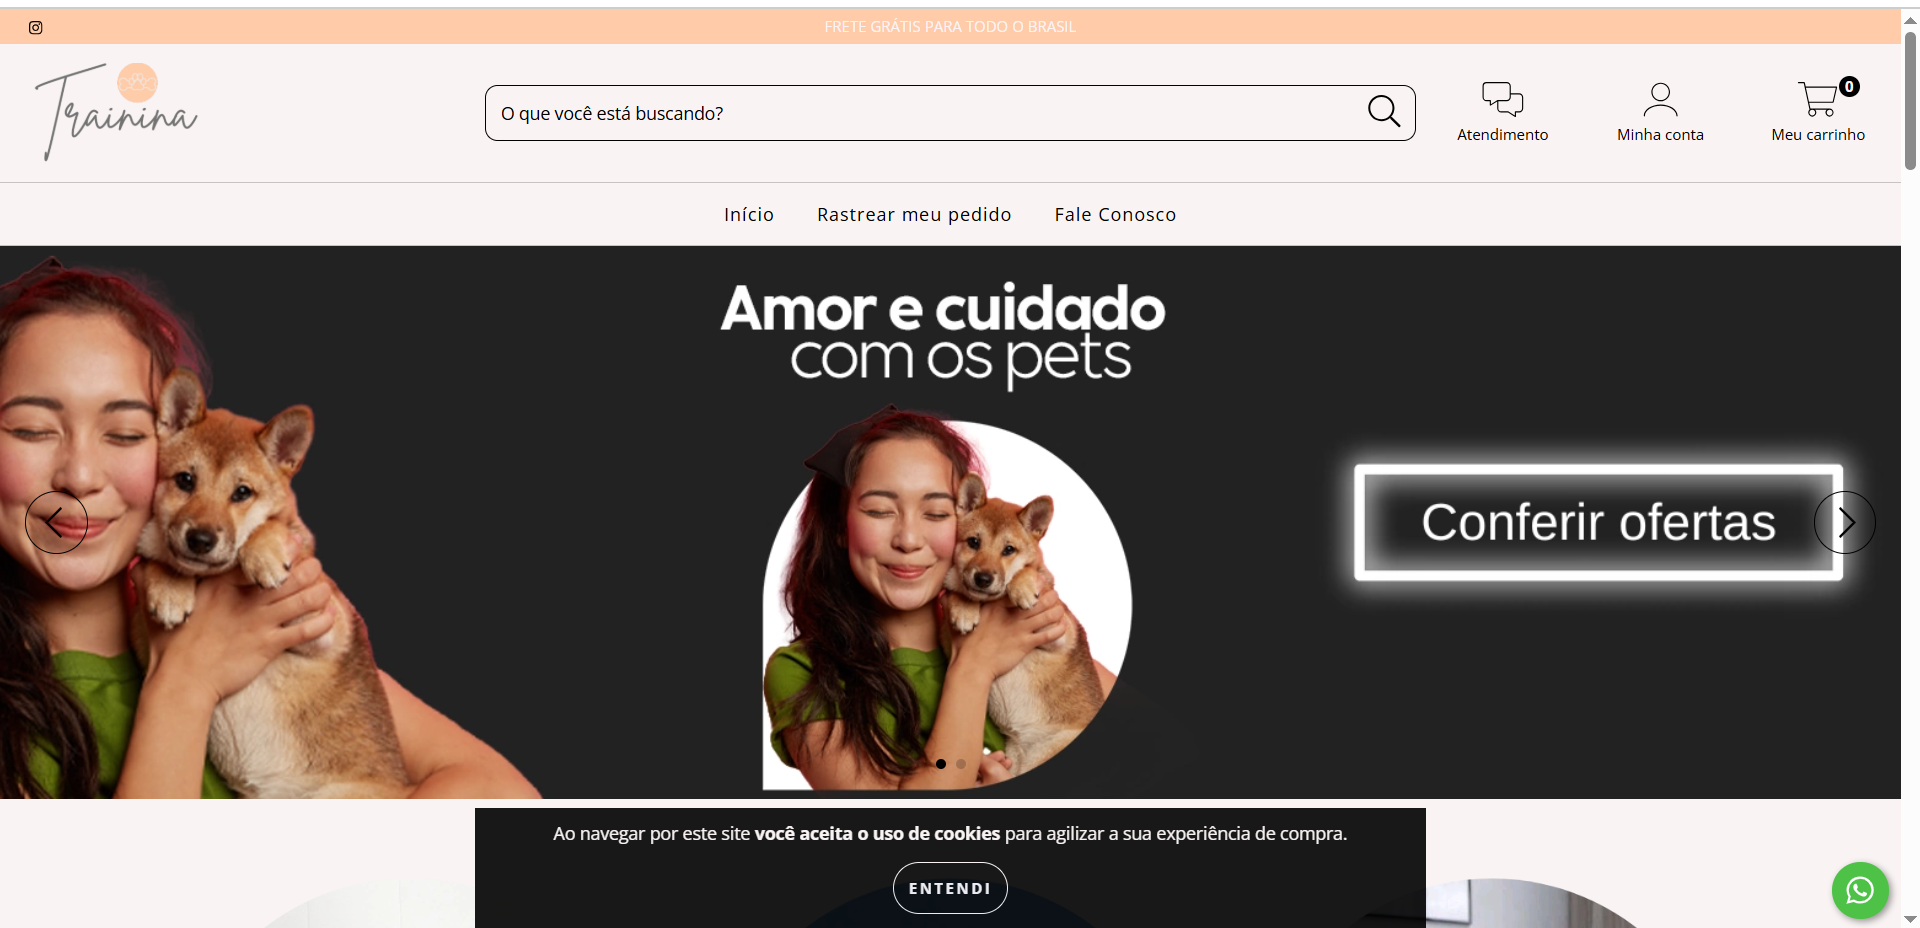 FRETE GRÁTIS PARA TODO O BRASIL
Trainina
O que você está buscando?
Atendimento
Minha conta
0
Meu carrinho
Início
Rastrear meu pedido
Fale Conosco
Amor e cuidado
com os pets
Conferir ofertas
Ao navegar por este site você aceita o uso de cookies para agilizar a sua experiência de compra.
ENTENDI